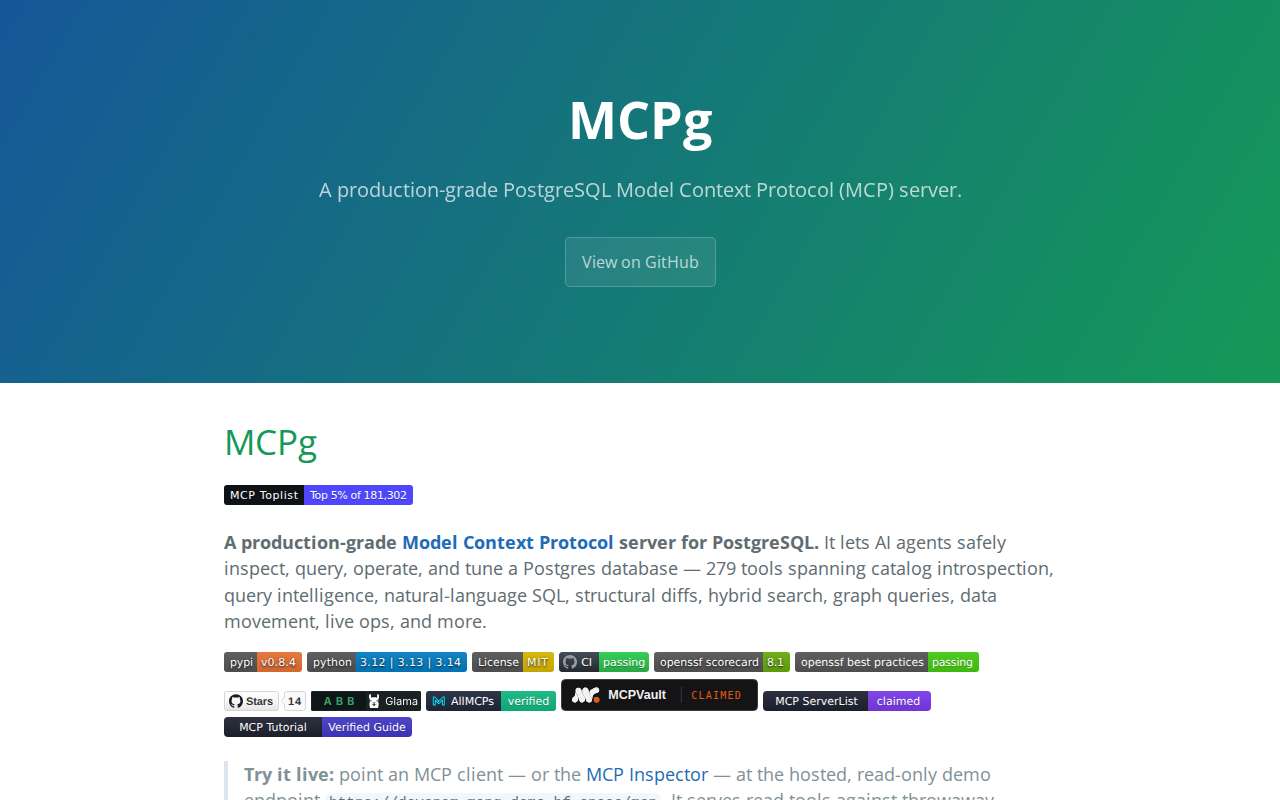 MCPg
A production-grade PostgreSQL Model Context Protocol (MCP) server.
View on GitHub
MCPg
MCP Toplist Top 5% of 181,302
A production-grade Model Context Protocol server for PostgreSQL. It lets AI agents safely
inspect, query, operate, and tune a Postgres database — 279 tools spanning catalog introspection,
query intelligence, natural-language SQL, structural diffs, hybrid search, graph queries, data
movement, live ops, and more.
pypi v0.8.4 python 3.12 | 3.13 | 3.14 License MIT CI passing openssf scorecard 8.1 openssf best practices passing
Stars 14 A B B Glama AllMCPs verified MCPVault CLAIMED MCP ServerList claimed
MCP Tutorial Verified Guide
Try it live: point an MCP client — or the MCP Inspector — at the hosted, read-only demo